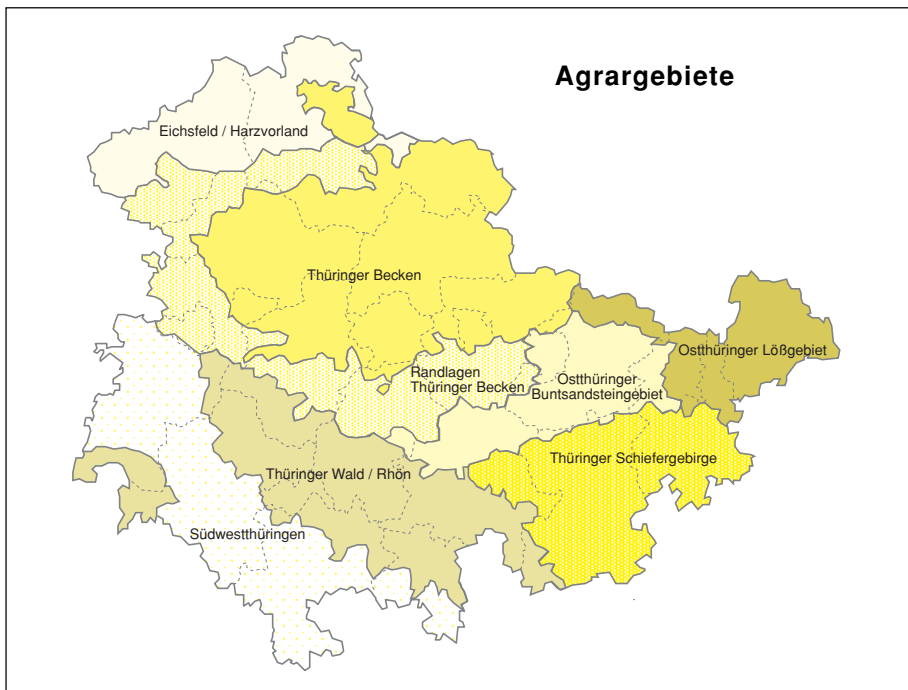 Agrargebiete
Eichsfeld / Harzvorland
Thüringer Becken
Ostthüringer Lößgebiet
Randlagen
Thüringer Becken
Ostthüringer
Buntsandsteingebiet
Thüringer Schiefergebirge
Thüringer Wald / Rhön
Südwestthüringen